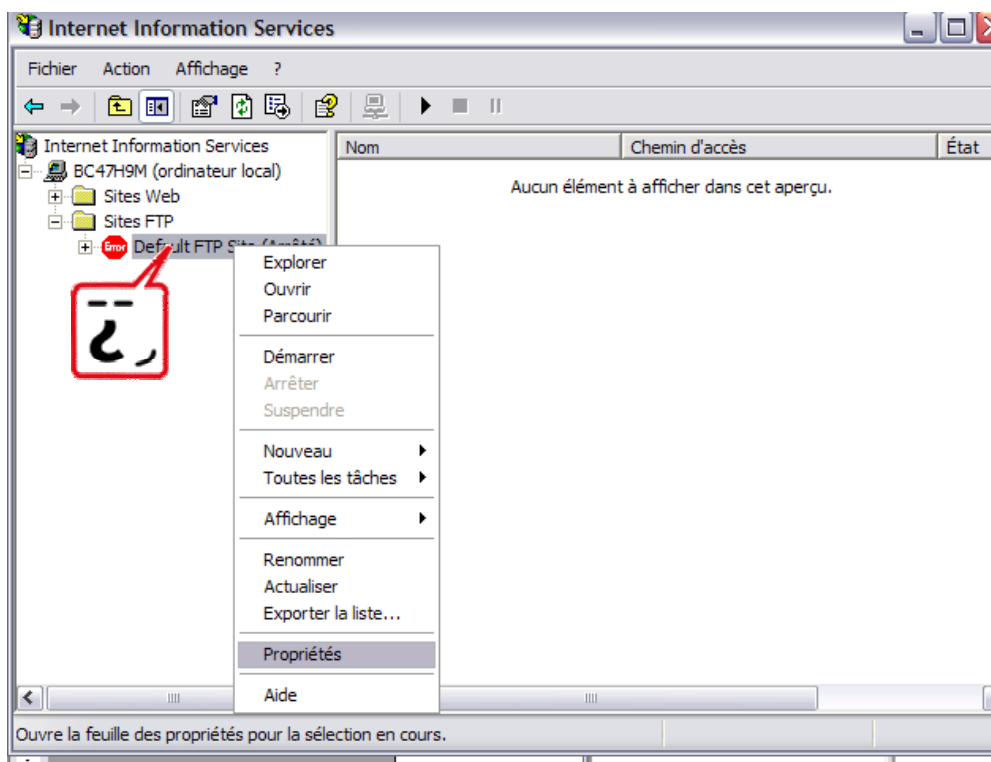 Internet Information Services
Fichier Action Affichage ?
Internet Information Services
BC47H9M (ordinateur local)
Sites Web
Sites FTP
Error Default FTP Site (Arrêté)
Nom Chemin d'accès État
Aucun élément à afficher dans cet aperçu.
Explorer
Ouvrir
Parcourir
Démarrer
Arrêter
Suspendre
Nouveau
Toutes les tâches
Affichage
Renommer
Actualiser
Exporter la liste...
Propriétés
Aide
Ouvre la feuille des propriétés pour la sélection en cours.